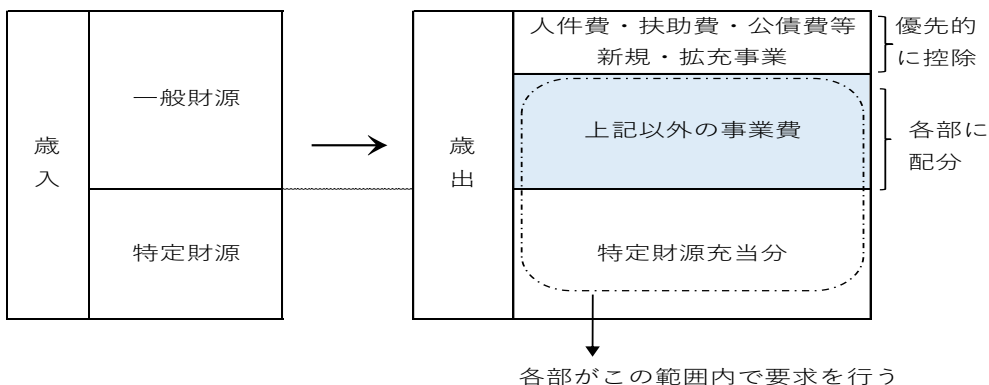 歳入
一般財源
特定財源
歳出
人件費・扶助費・公債費等
新規・拡充事業
優先的
に控除
上記以外の事業費
各部に
配分
特定財源充当分
各部がこの範囲内で要求を行う